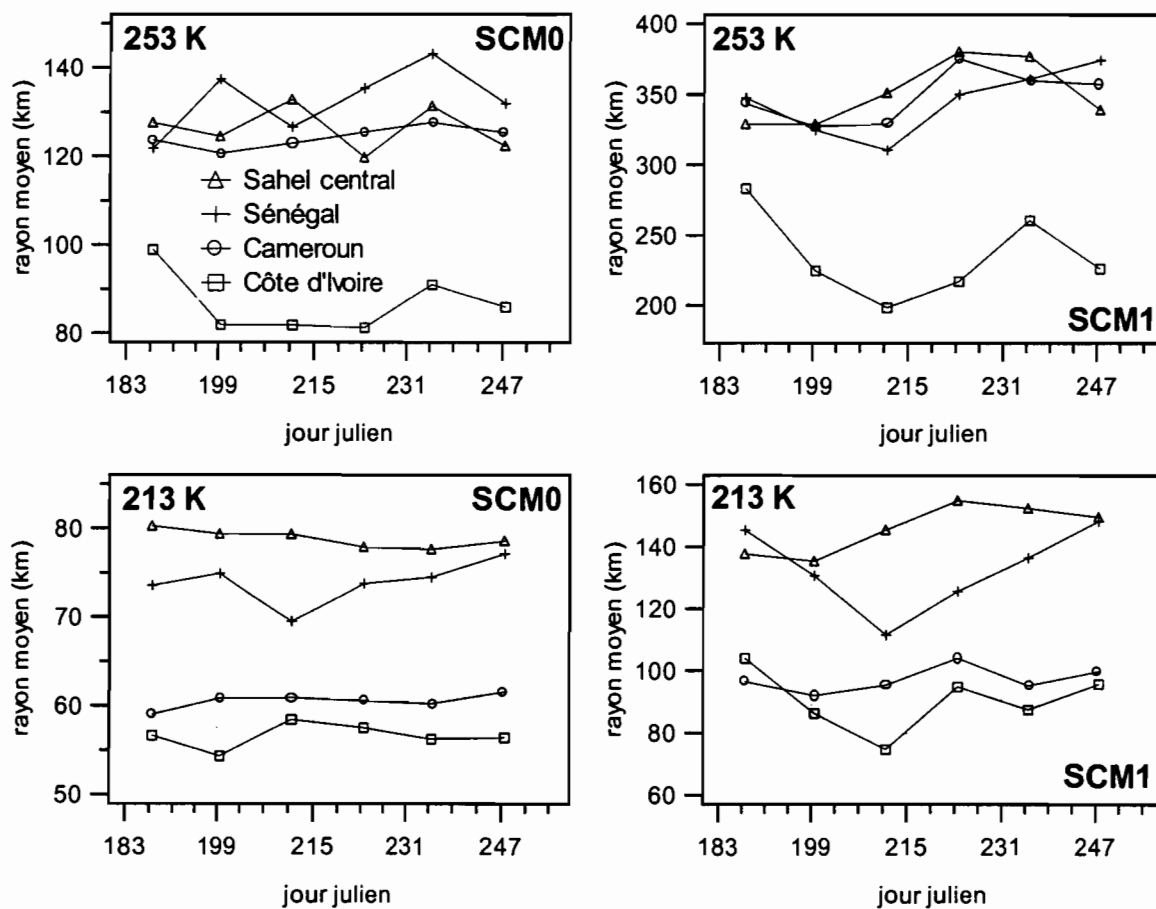 253 K
SCM0
140
120
100
80
rayon moyen (km)
Sahel central
Sénégal
Cameroun
Côte d'Ivoire
183 199 215 231 247
jour julien
253 K
SCM1
400
350
300
250
200
rayon moyen (km)
183 199 215 231 247
jour julien
213 K
SCM0
80
70
60
50
rayon moyen (km)
183 199 215 231 247
jour julien
213 K
SCM1
160
140
120
100
80
60
rayon moyen (km)
183 199 215 231 247
jour julien